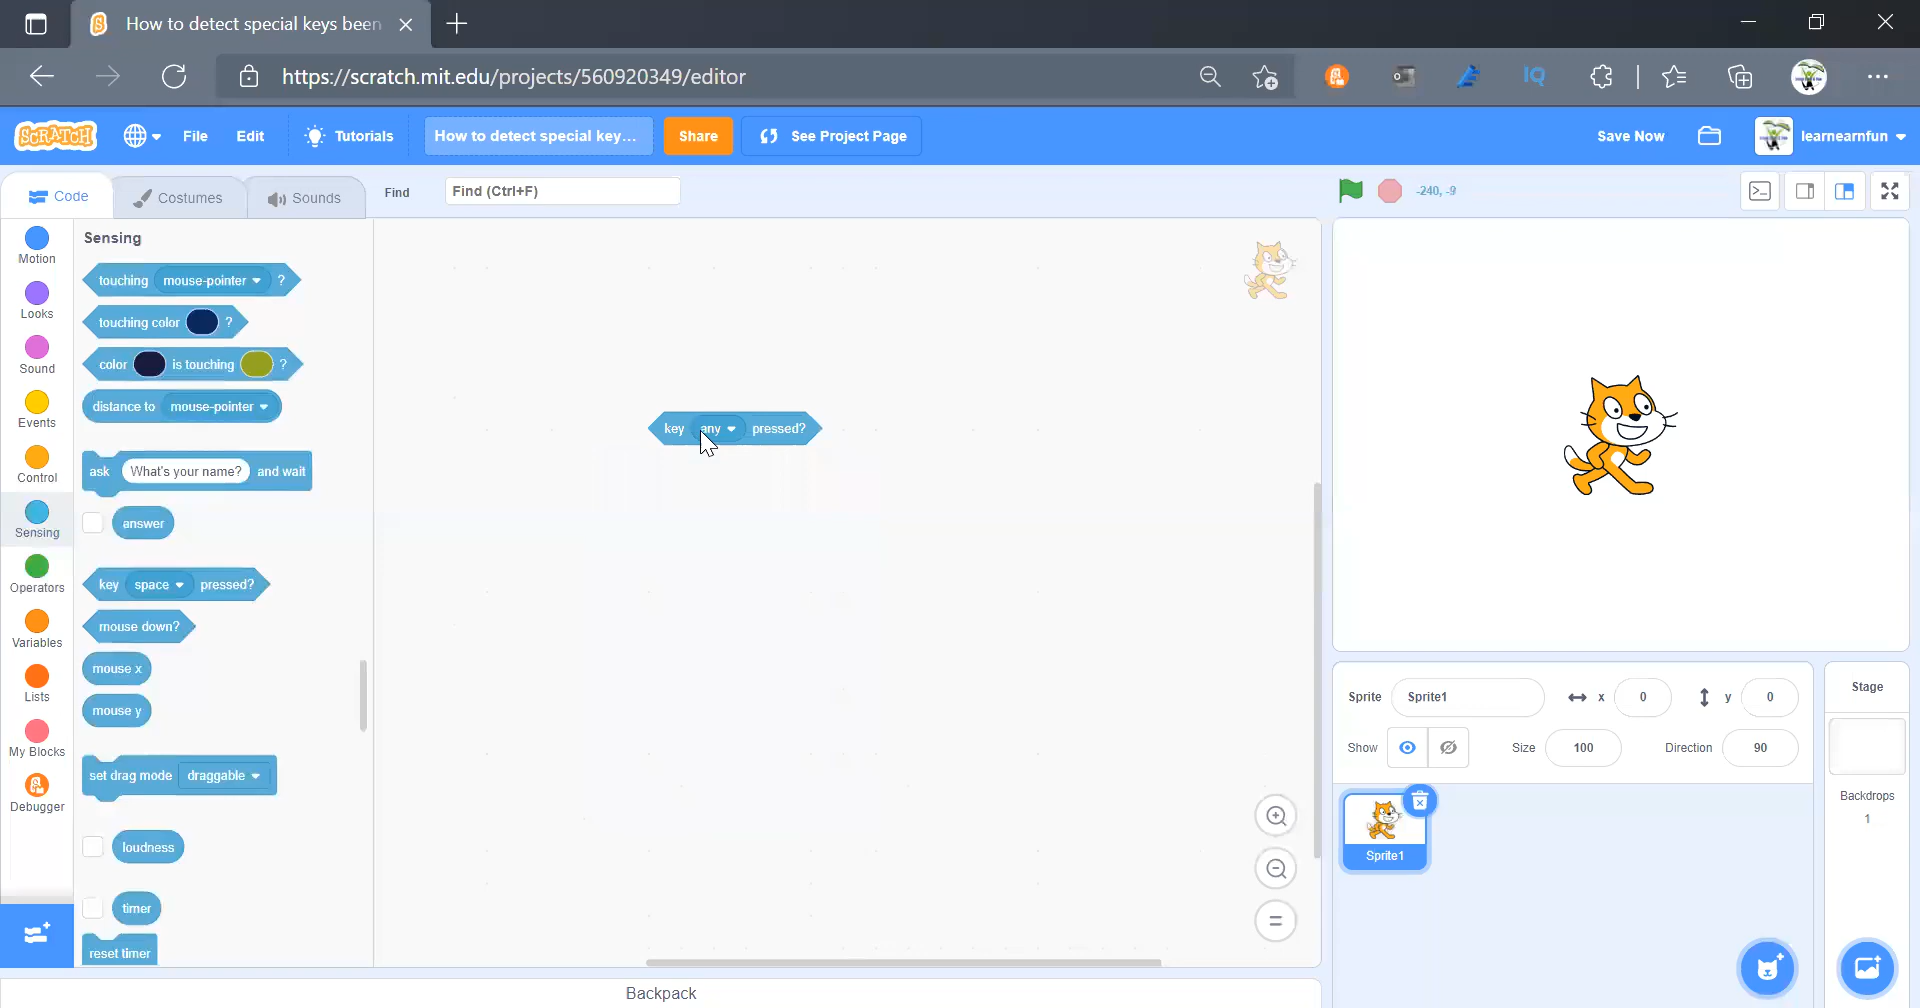 How to detect special keys been
https://scratch.mit.edu/projects/560920349/editor
IQ
SCRATCH
File
Edit
Tutorials
How to detect special key...
Share
See Project Page
Save Now
learnearnfun
Code
Costumes
Sounds
Find
Find (Ctrl+F)
-240, -9
Motion
Looks
Sound
Events
Control
Sensing
Operators
Variables
Lists
My Blocks
Debugger
Sensing
touching mouse-pointer ?
touching color ?
color is touching ?
distance to mouse-pointer
ask What's your name? and wait
answer
key space pressed?
mouse down?
mouse x
mouse y
set drag mode draggable
loudness
timer
reset timer
key any pressed?
Sprite
Sprite1
x
0
y
0
Show
Size
100
Direction
90
Sprite1
Stage
Backdrops
1
Backpack